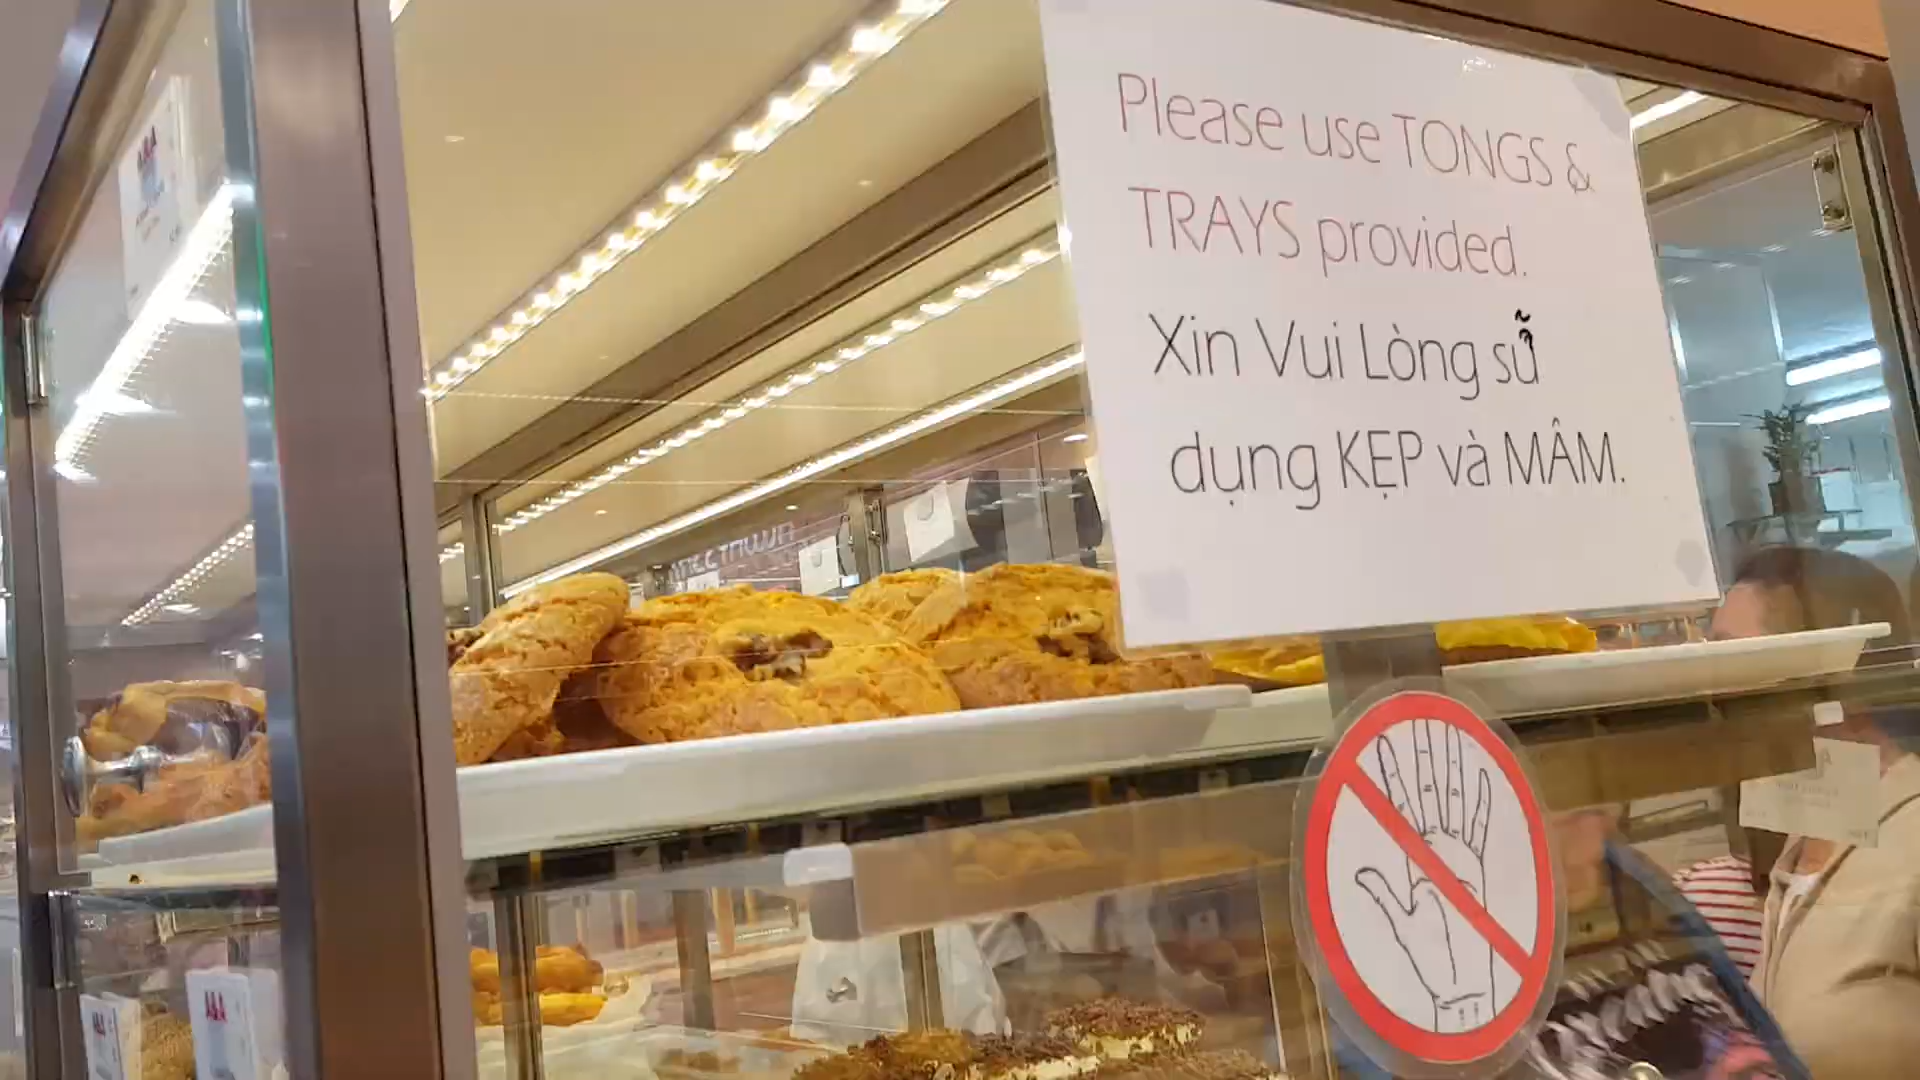 Please use TONGS &
TRAYS provided.
Xin Vui Lòng sữ
dụng KẸP và MÂM.